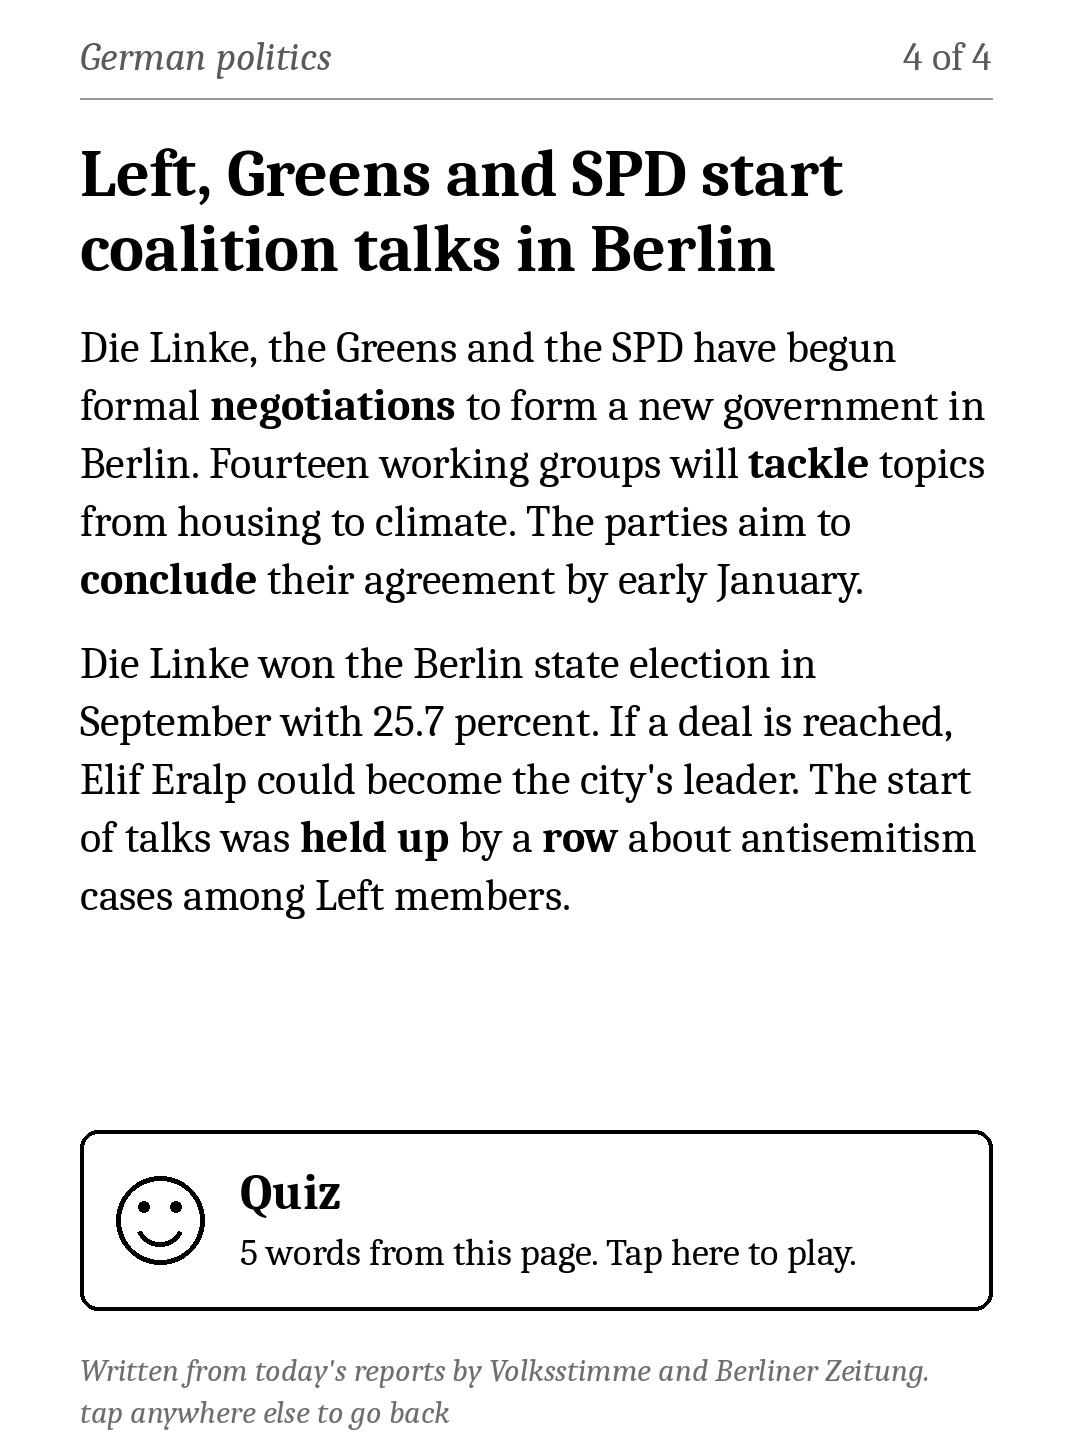 German politics
4 of 4
Left, Greens and SPD start
coalition talks in Berlin
Die Linke, the Greens and the SPD have begun
formal negotiations to form a new government in
Berlin. Fourteen working groups will tackle topics
from housing to climate. The parties aim to
conclude their agreement by early January.
Die Linke won the Berlin state election in
September with 25.7 percent. If a deal is reached,
Elif Eralp could become the city's leader. The start
of talks was held up by a row about antisemitism
cases among Left members.
Quiz
5 words from this page. Tap here to play.
Written from today's reports by Volksstimme and Berliner Zeitung.
tap anywhere else to go back